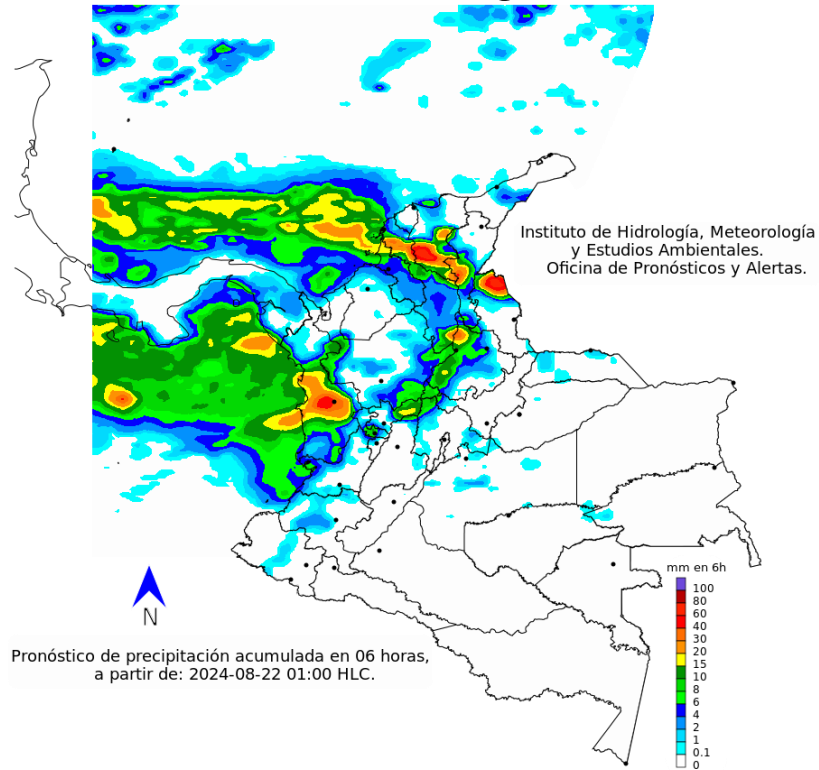 Instituto de Hidrología, Meteorología
y Estudios Ambientales.
Oficina de Pronósticos y Alertas.
mm en 6h
100
80
60
40
30
20
15
10
8
6
4
2
1
0.1
0
N
Pronóstico de precipitación acumulada en 06 horas,
a partir de: 2024-08-22 01:00 HLC.